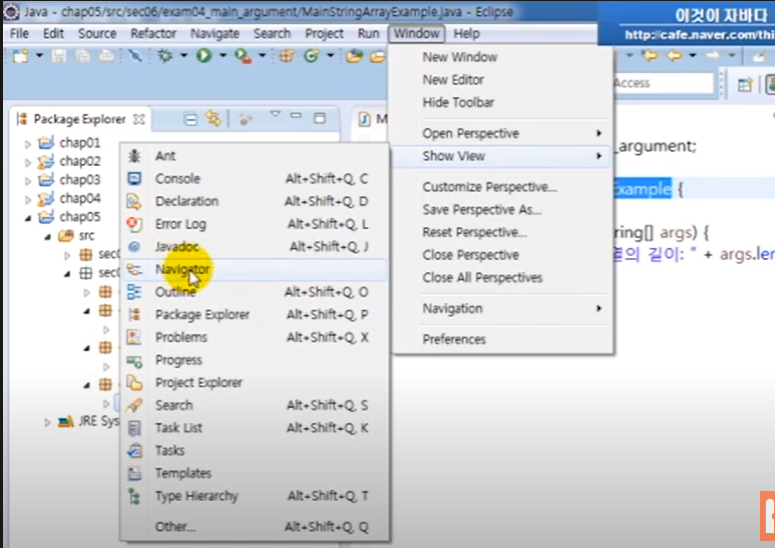 Java - chap05/src/sec06/exam04_main_argument/MainStringArrayExample.java - Eclipse
이것이 자바다
http://cafe.naver.com/thi
File Edit Source Refactor Navigate Search Project Run Window Help
New Window
New Editor
Hide Toolbar
Open Perspective
Show View
Customize Perspective...
Save Perspective As...
Reset Perspective...
Close Perspective
Close All Perspectives
Navigation
Preferences
Access
Package Explorer
chap01
chap02
chap03
chap04
chap05
src
sec0
sec0
JRE Sys
Ant
Console Alt+Shift+Q, C
Declaration Alt+Shift+Q, D
Error Log Alt+Shift+Q, L
Javadoc Alt+Shift+Q, J
Navigator
Outline Alt+Shift+Q, O
Package Explorer Alt+Shift+Q, P
Problems Alt+Shift+Q, X
Progress
Project Explorer
Search Alt+Shift+Q, S
Task List Alt+Shift+Q, K
Tasks
Templates
Type Hierarchy Alt+Shift+Q, T
Other... Alt+Shift+Q, Q
M
_argument;
Example {
ring[] args) {
의 길이: " + args.len